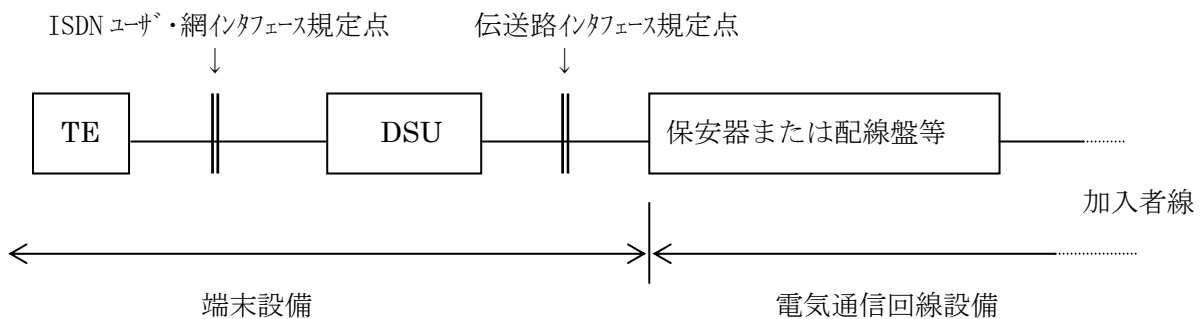 ISDN ﾕｰｻﾞ・網ｲﾝﾀﾌｪｰｽ規定点
伝送路ｲﾝﾀﾌｪｰｽ規定点
↓
↓
TE
DSU
保安器または配線盤等
加入者線
端末設備
電気通信回線設備